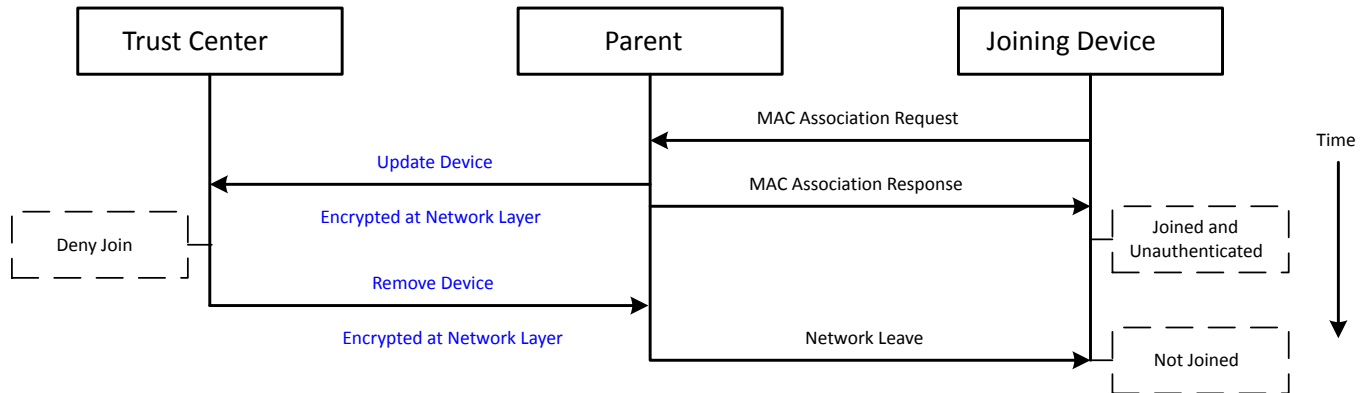 Trust Center
Parent
Joining Device
MAC Association Request
Time
Update Device
MAC Association Response
Encrypted at Network Layer
Deny Join
Joined and
Unauthenticated
Remove Device
Encrypted at Network Layer
Network Leave
Not Joined